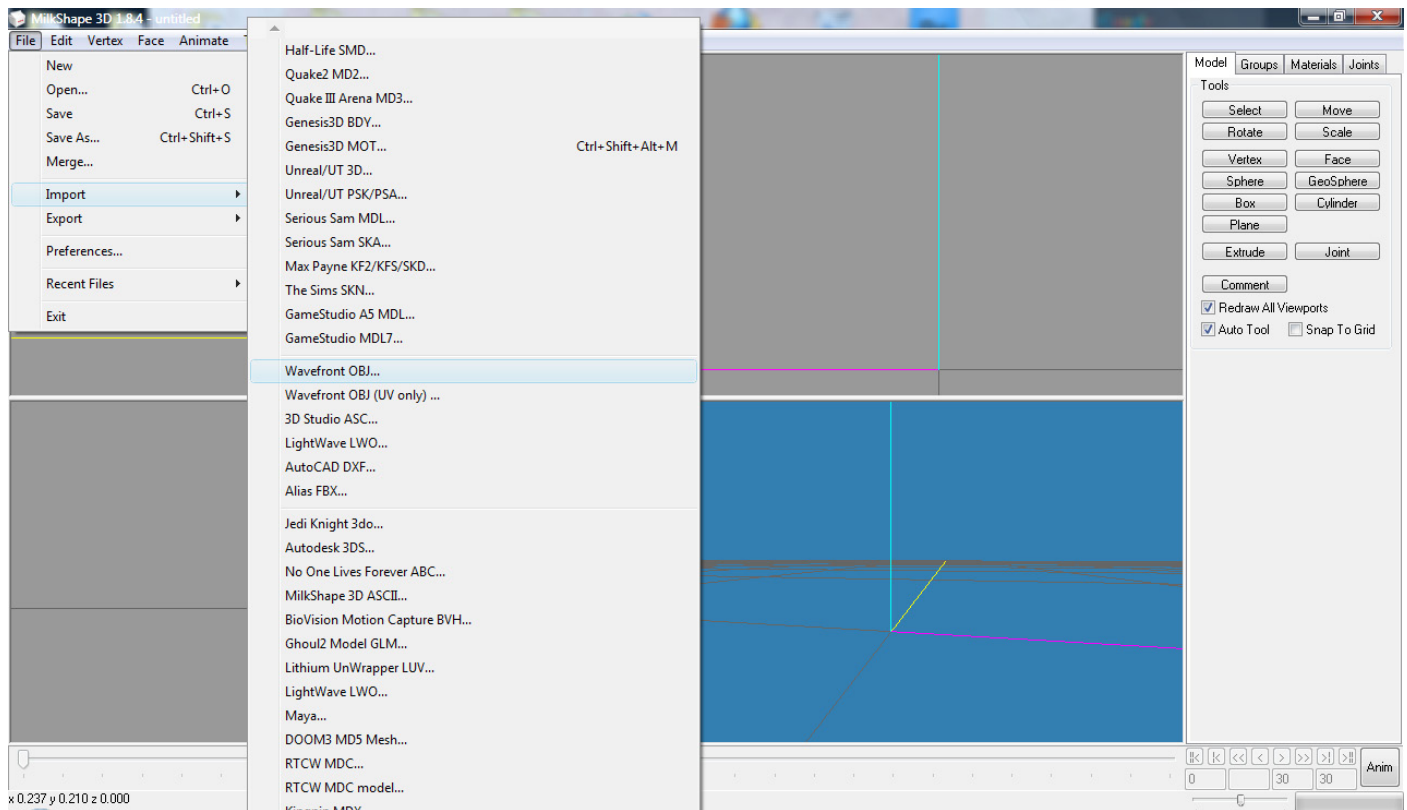 MilkShape 3D 1.8.4 - untitled
File Edit Vertex Face Animate
New
Open... Ctrl+O
Save Ctrl+S
Save As... Ctrl+Shift+S
Merge...
Import
Export
Preferences...
Recent Files
Exit
Half-Life SMD...
Quake2 MD2...
Quake III Arena MD3...
Genesis3D BDY...
Genesis3D MOT... Ctrl+Shift+Alt+M
Unreal/UT 3D...
Unreal/UT PSK/PSA...
Serious Sam MDL...
Serious Sam SKA...
Max Payne KF2/KFS/SKD...
The Sims SKN...
GameStudio A5 MDL...
GameStudio MDL7...
Wavefront OBJ...
Wavefront OBJ (UV only) ...
3D Studio ASC...
LightWave LWO...
AutoCAD DXF...
Alias FBX...
Jedi Knight 3do...
Autodesk 3DS...
No One Lives Forever ABC...
MilkShape 3D ASCII...
BioVision Motion Capture BVH...
Ghoul2 Model GLM...
Lithium UnWrapper LUV...
LightWave LWO...
Maya...
DOOM3 MD5 Mesh...
RTCW MDC...
RTCW MDC model...
Model Groups Materials Joints
Tools
Select Move
Rotate Scale
Vertex Face
Sphere GeoSphere
Box Cylinder
Plane
Extrude Joint
Comment
Redraw All Viewports
Auto Tool Snap To Grid
Anim
0 30 30
x 0.237 y 0.210 z 0.000